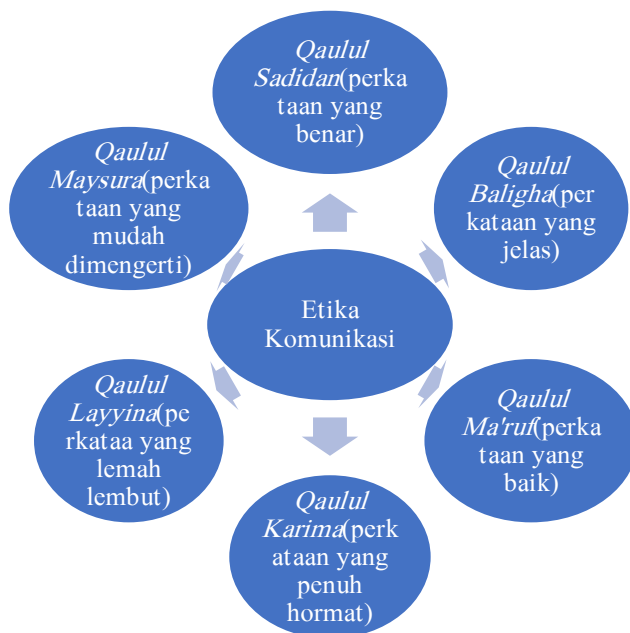 Qaulul
Sadidan(perka
taan yang
benar)
Qaulul
Baligha(per
kataan yang
jelas)
Qaulul
Ma'ruf(perka
taan yang
baik)
Qaulul
Karima(perk
ataan yang
penuh
hormat)
Qaulul
Layyina(pe
rkataa yang
lemah
lembut)
Qaulul
Maysura(perka
taan yang
mudah
dimengerti)
Etika
Komunikasi